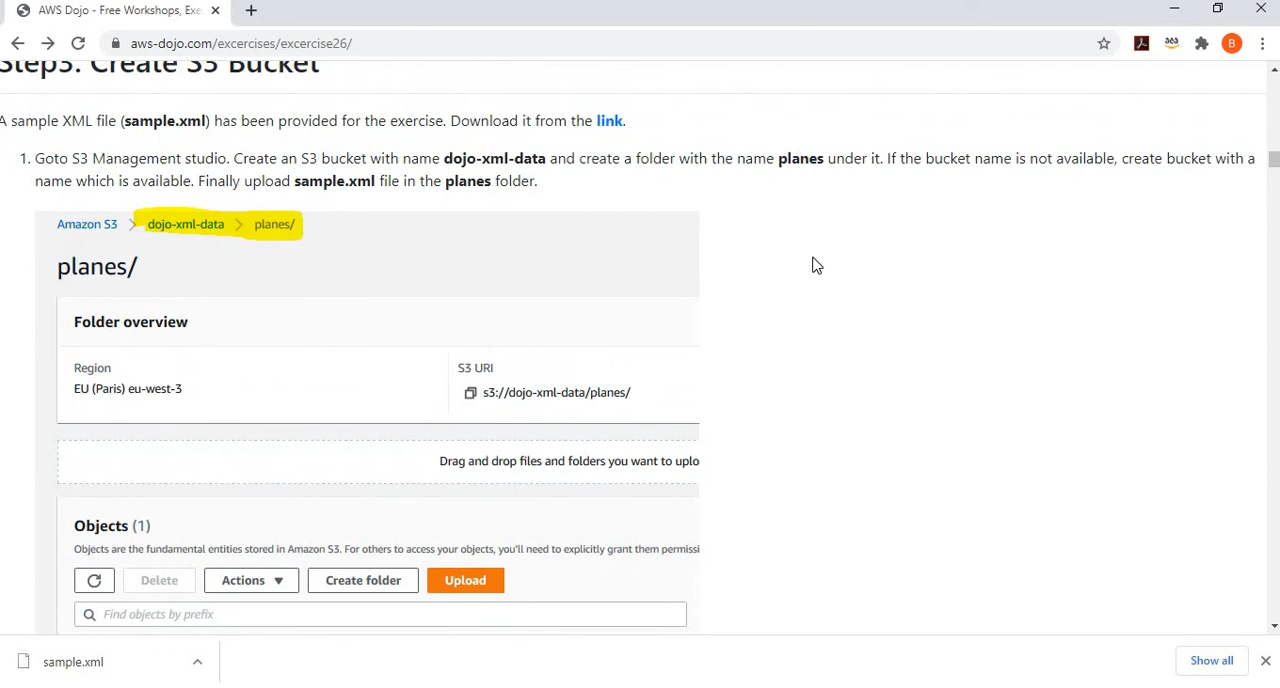 AWS Dojo - Free Workshops, Exe
aws-dojo.com/excercises/excercise26/
B
Step3. Create S3 Bucket
A sample XML file (sample.xml) has been provided for the exercise. Download it from the link.
1. Goto S3 Management studio. Create an S3 bucket with name dojo-xml-data and create a folder with the name planes under it. If the bucket name is not available, create bucket with a
name which is available. Finally upload sample.xml file in the planes folder.
Amazon S3 > dojo-xml-data > planes/
planes/
Folder overview
Region
EU (Paris) eu-west-3
S3 URI
s3://dojo-xml-data/planes/
Drag and drop files and folders you want to uplo
Objects (1)
Objects are the fundamental entities stored in Amazon S3. For others to access your objects, you'll need to explicitly grant them permissi
Delete Actions Create folder Upload
Find objects by prefix
sample.xml
Show all